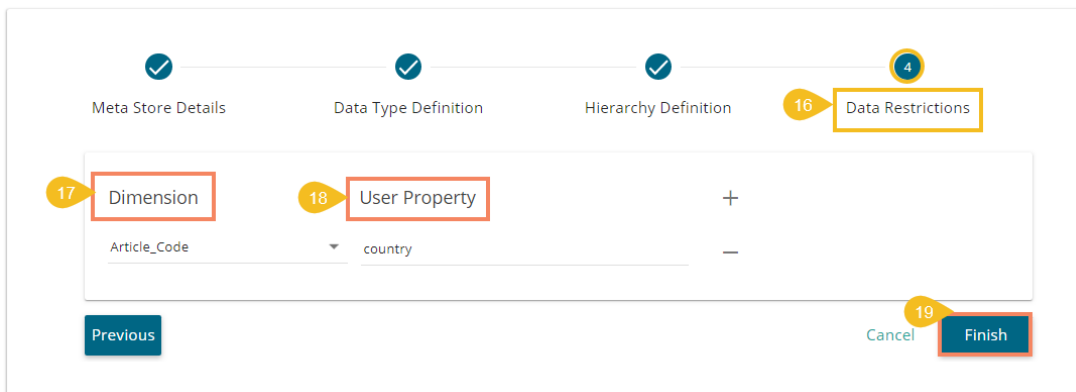 4
Meta Store Details
Data Type Definition
Hierarchy Definition
16
Data Restrictions
17
Dimension
18
User Property
+
Article_Code
country
−
19
Previous
Cancel
Finish